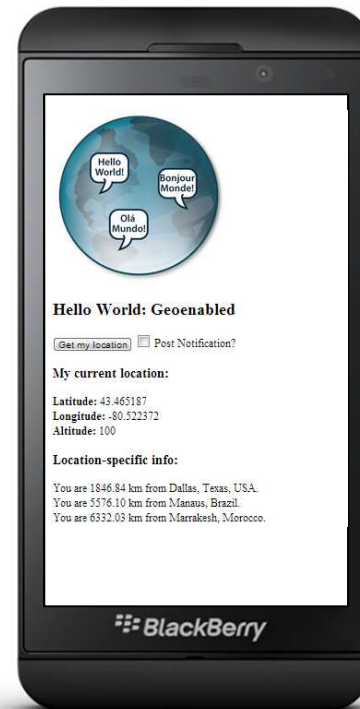 Hello
World!
Bonjour
Monde!
Olá
Mundo!
Hello World: Geoenabled
Get my location Post Notification?
My current location:
Latitude: 43.465187
Longitude: -80.522372
Altitude: 100
Location-specific info:
You are 1846.84 km from Dallas, Texas, USA.
You are 5576.10 km from Manaus, Brazil.
You are 6332.03 km from Marrakesh, Morocco.
BlackBerry